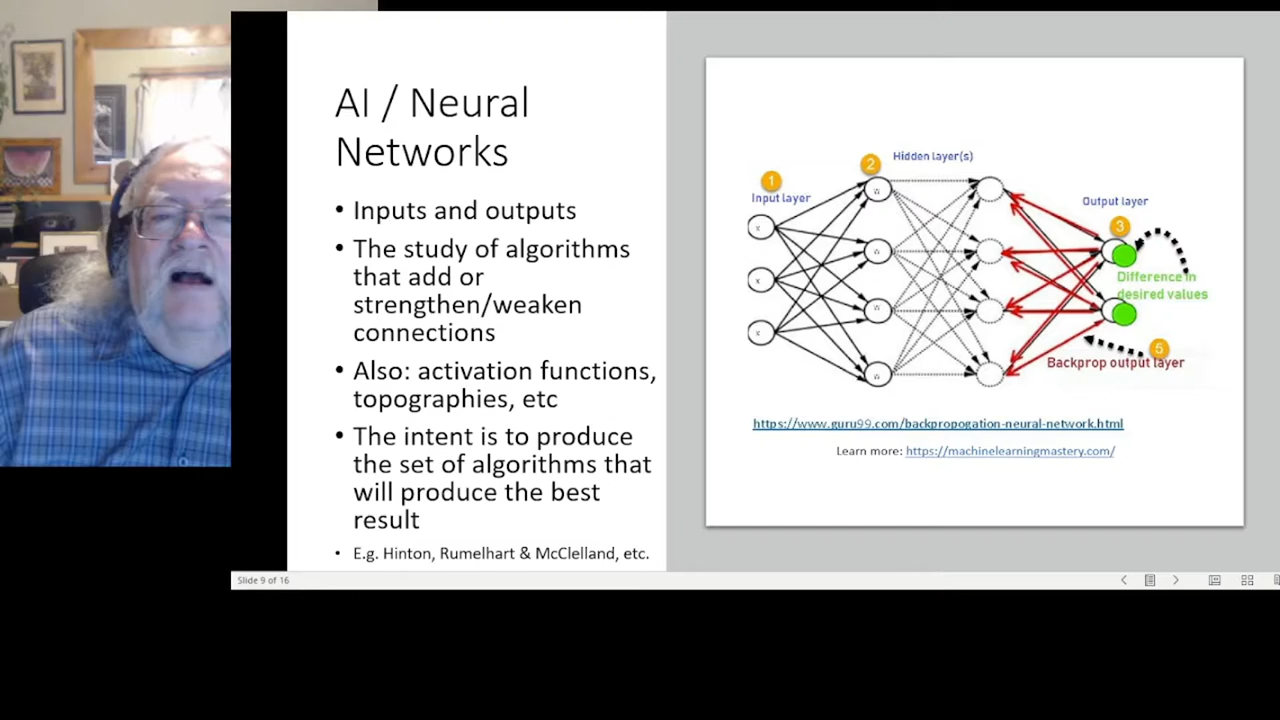 AI / Neural
Networks
• Inputs and outputs
• The study of algorithms
that add or
strengthen/weaken
connections
• Also: activation functions,
topographies, etc
• The intent is to produce
the set of algorithms that
will produce the best
result
• E.g. Hinton, Rumelhart & McClelland, etc.
2
Hidden layer(s)
1
Input layer
Output layer
3
Difference in
desired values
5
Backprop output layer
x
x
x
w
w
w
w
https://www.guru99.com/backpropogation-neural-network.html
Learn more: https://machinelearningmastery.com/
Slide 9 of 16